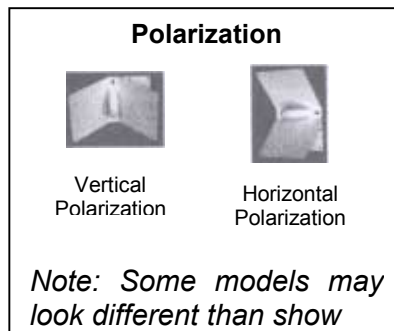 Polarization
Vertical
Polarization
Horizontal
Polarization
Note: Some models may
look different than show